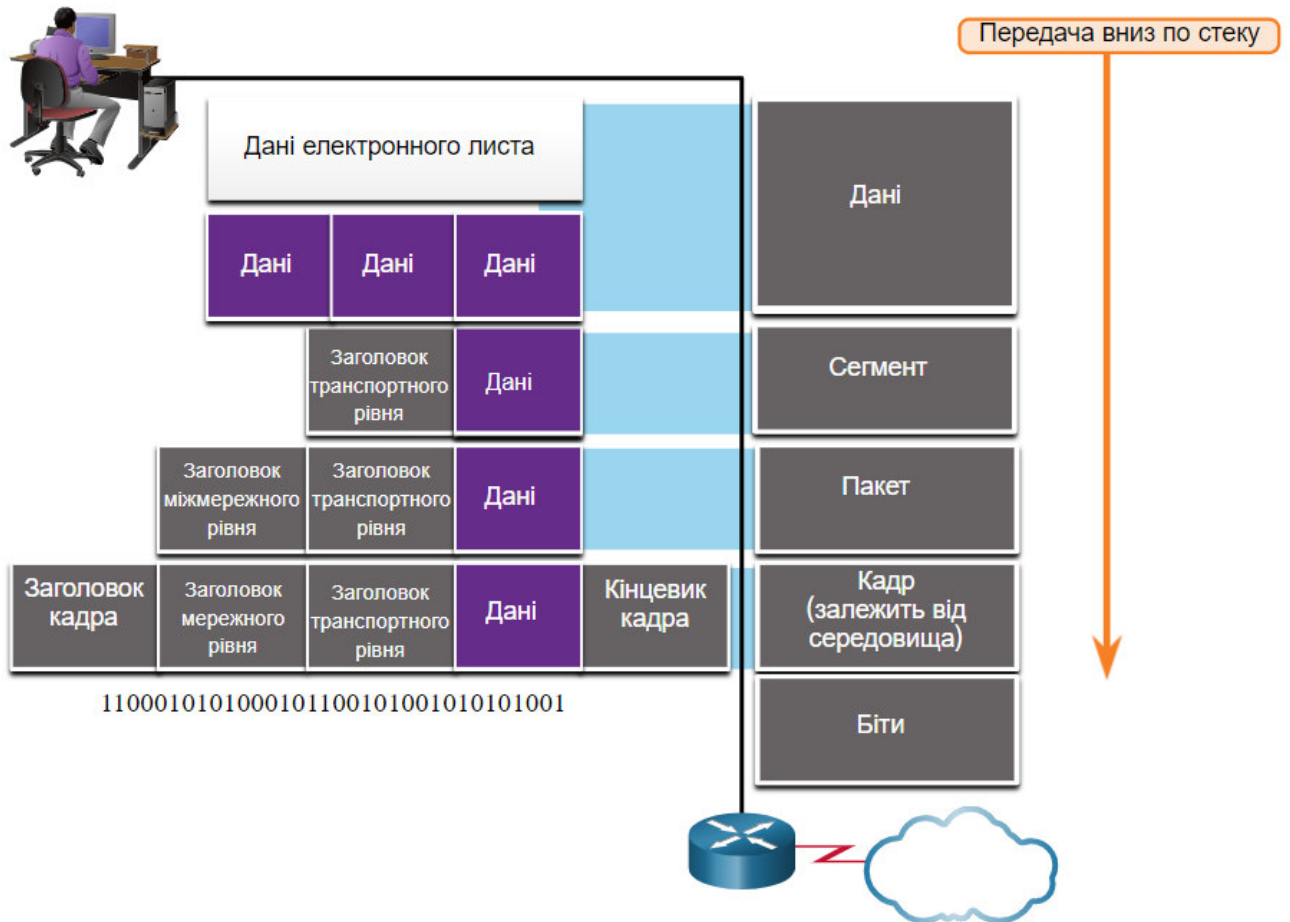 Передача вниз по стеку
Дані електронного листа
Дані
Дані Дані Дані
Заголовок
транспортного
рівня
Дані
Сегмент
Заголовок
міжмережного
рівня
Заголовок
транспортного
рівня
Дані
Пакет
Заголовок
кадра
Заголовок
мережного
рівня
Заголовок
транспортного
рівня
Дані
Кінцевик
кадра
Кадр
(залежить від
середовища)
1100010101000101100101001010101001
Біти